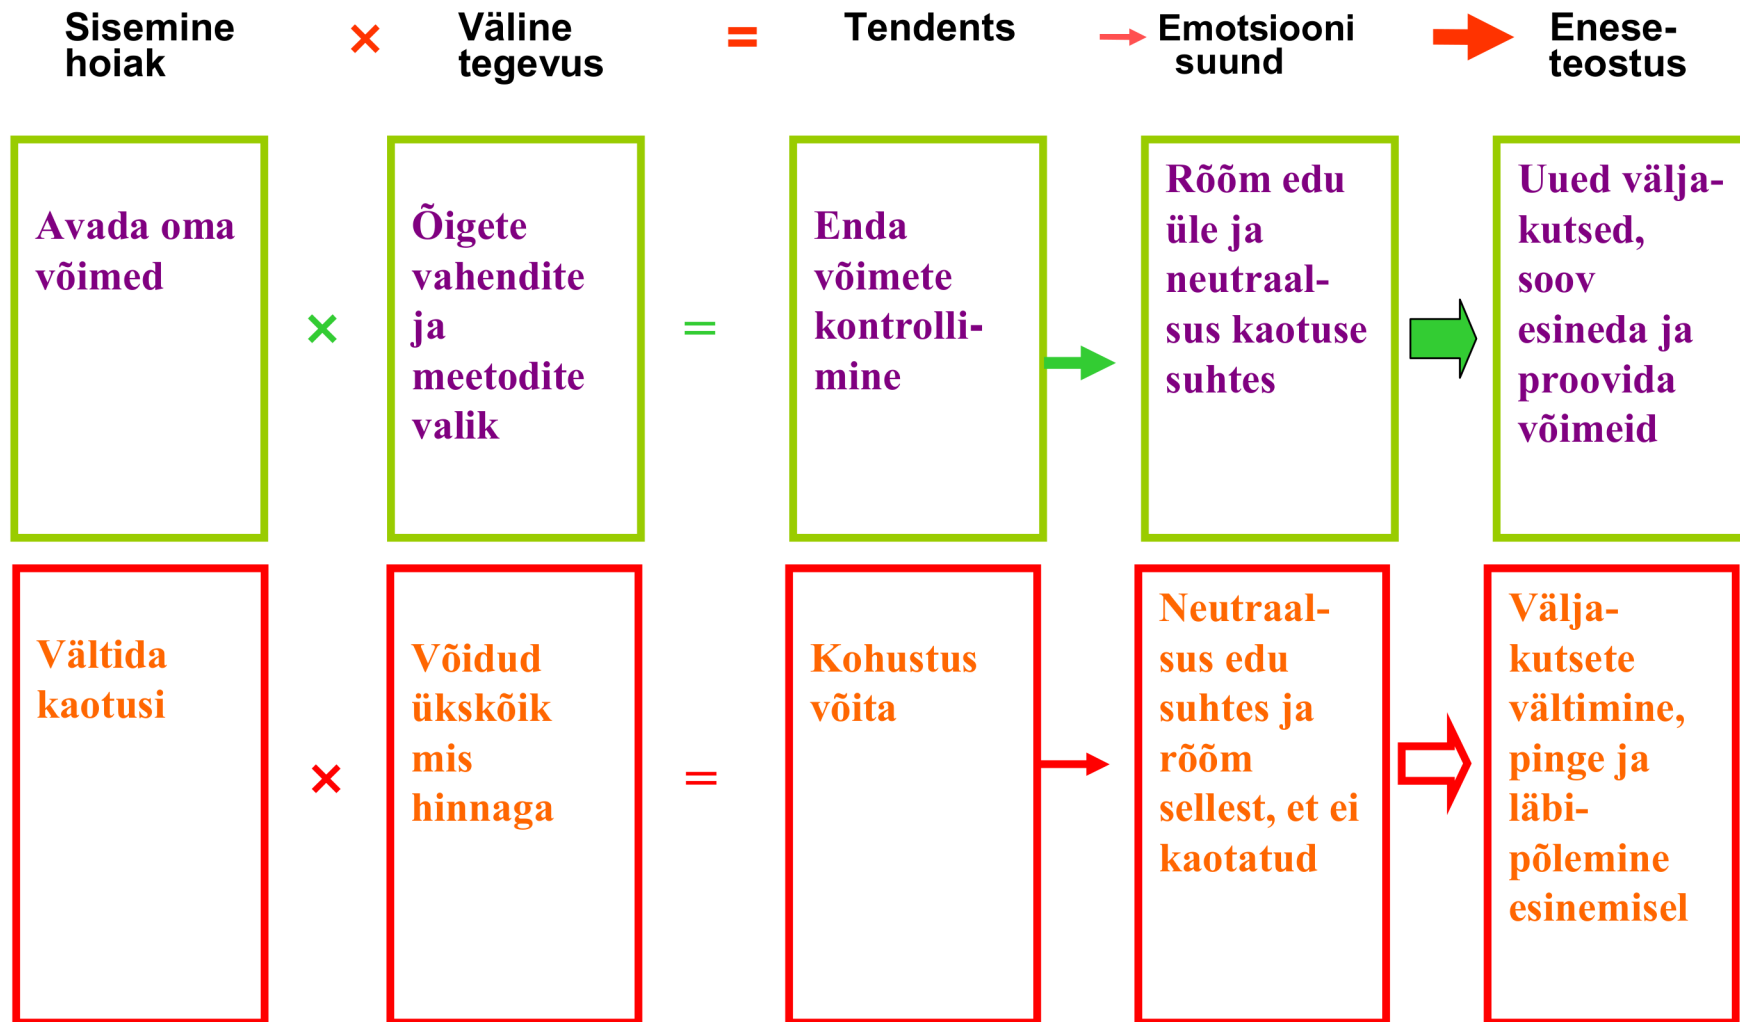 Sisemine
hoiak
×
Väline
tegevus
=
Tendents
Emotsiooni
suund
Enese-
teostus
Avada oma
võimed
×
Õigete
vahendite
ja
meetodite
valik
=
Enda
võimete
kontrolli-
mine
Rõõm edu
üle ja
neutraal-
sus kaotuse
suhtes
Uued välja-
kutsed,
soov
esineda ja
proovida
võimeid
Vältida
kaotusi
×
Võidud
ükskõik
mis
hinnaga
=
Kohustus
võita
Neutraal-
sus edu
suhtes ja
rõõm
sellest, et ei
kaotatud
Välja-
kutsete
vältimine,
pinge ja
läbi-
põlemine
esinemisel